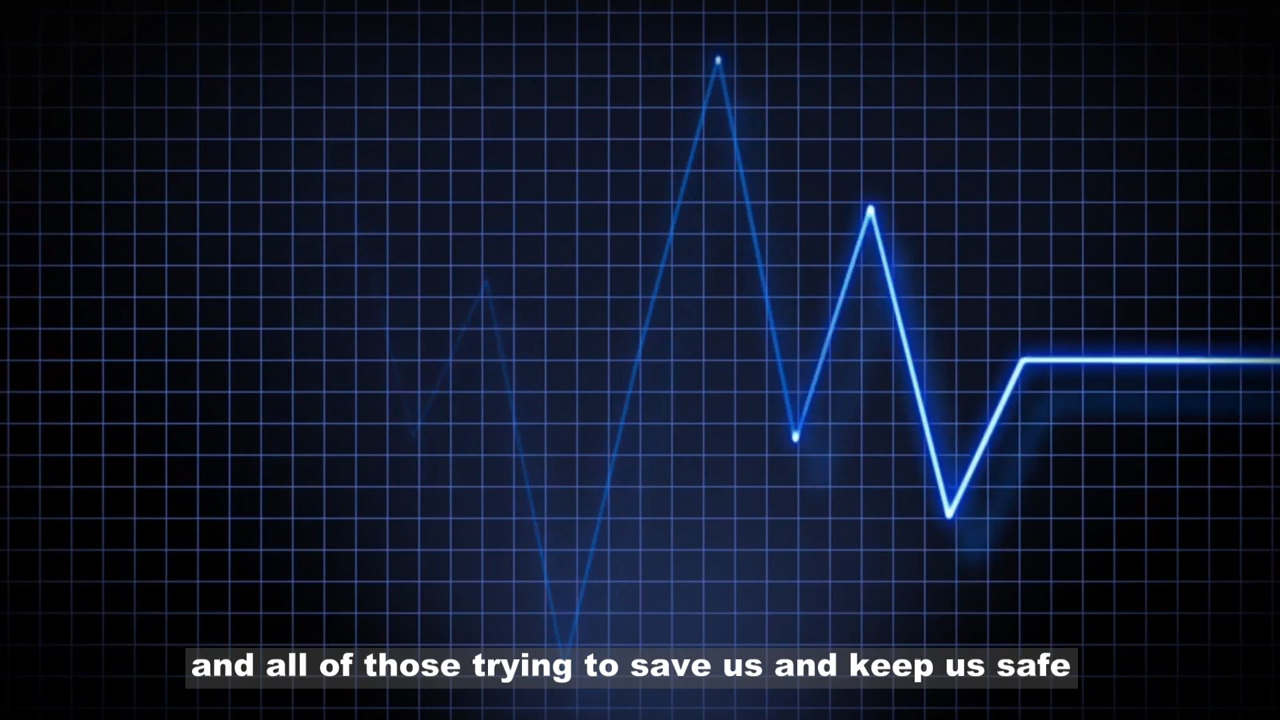 and all of those trying to save us and keep us safe